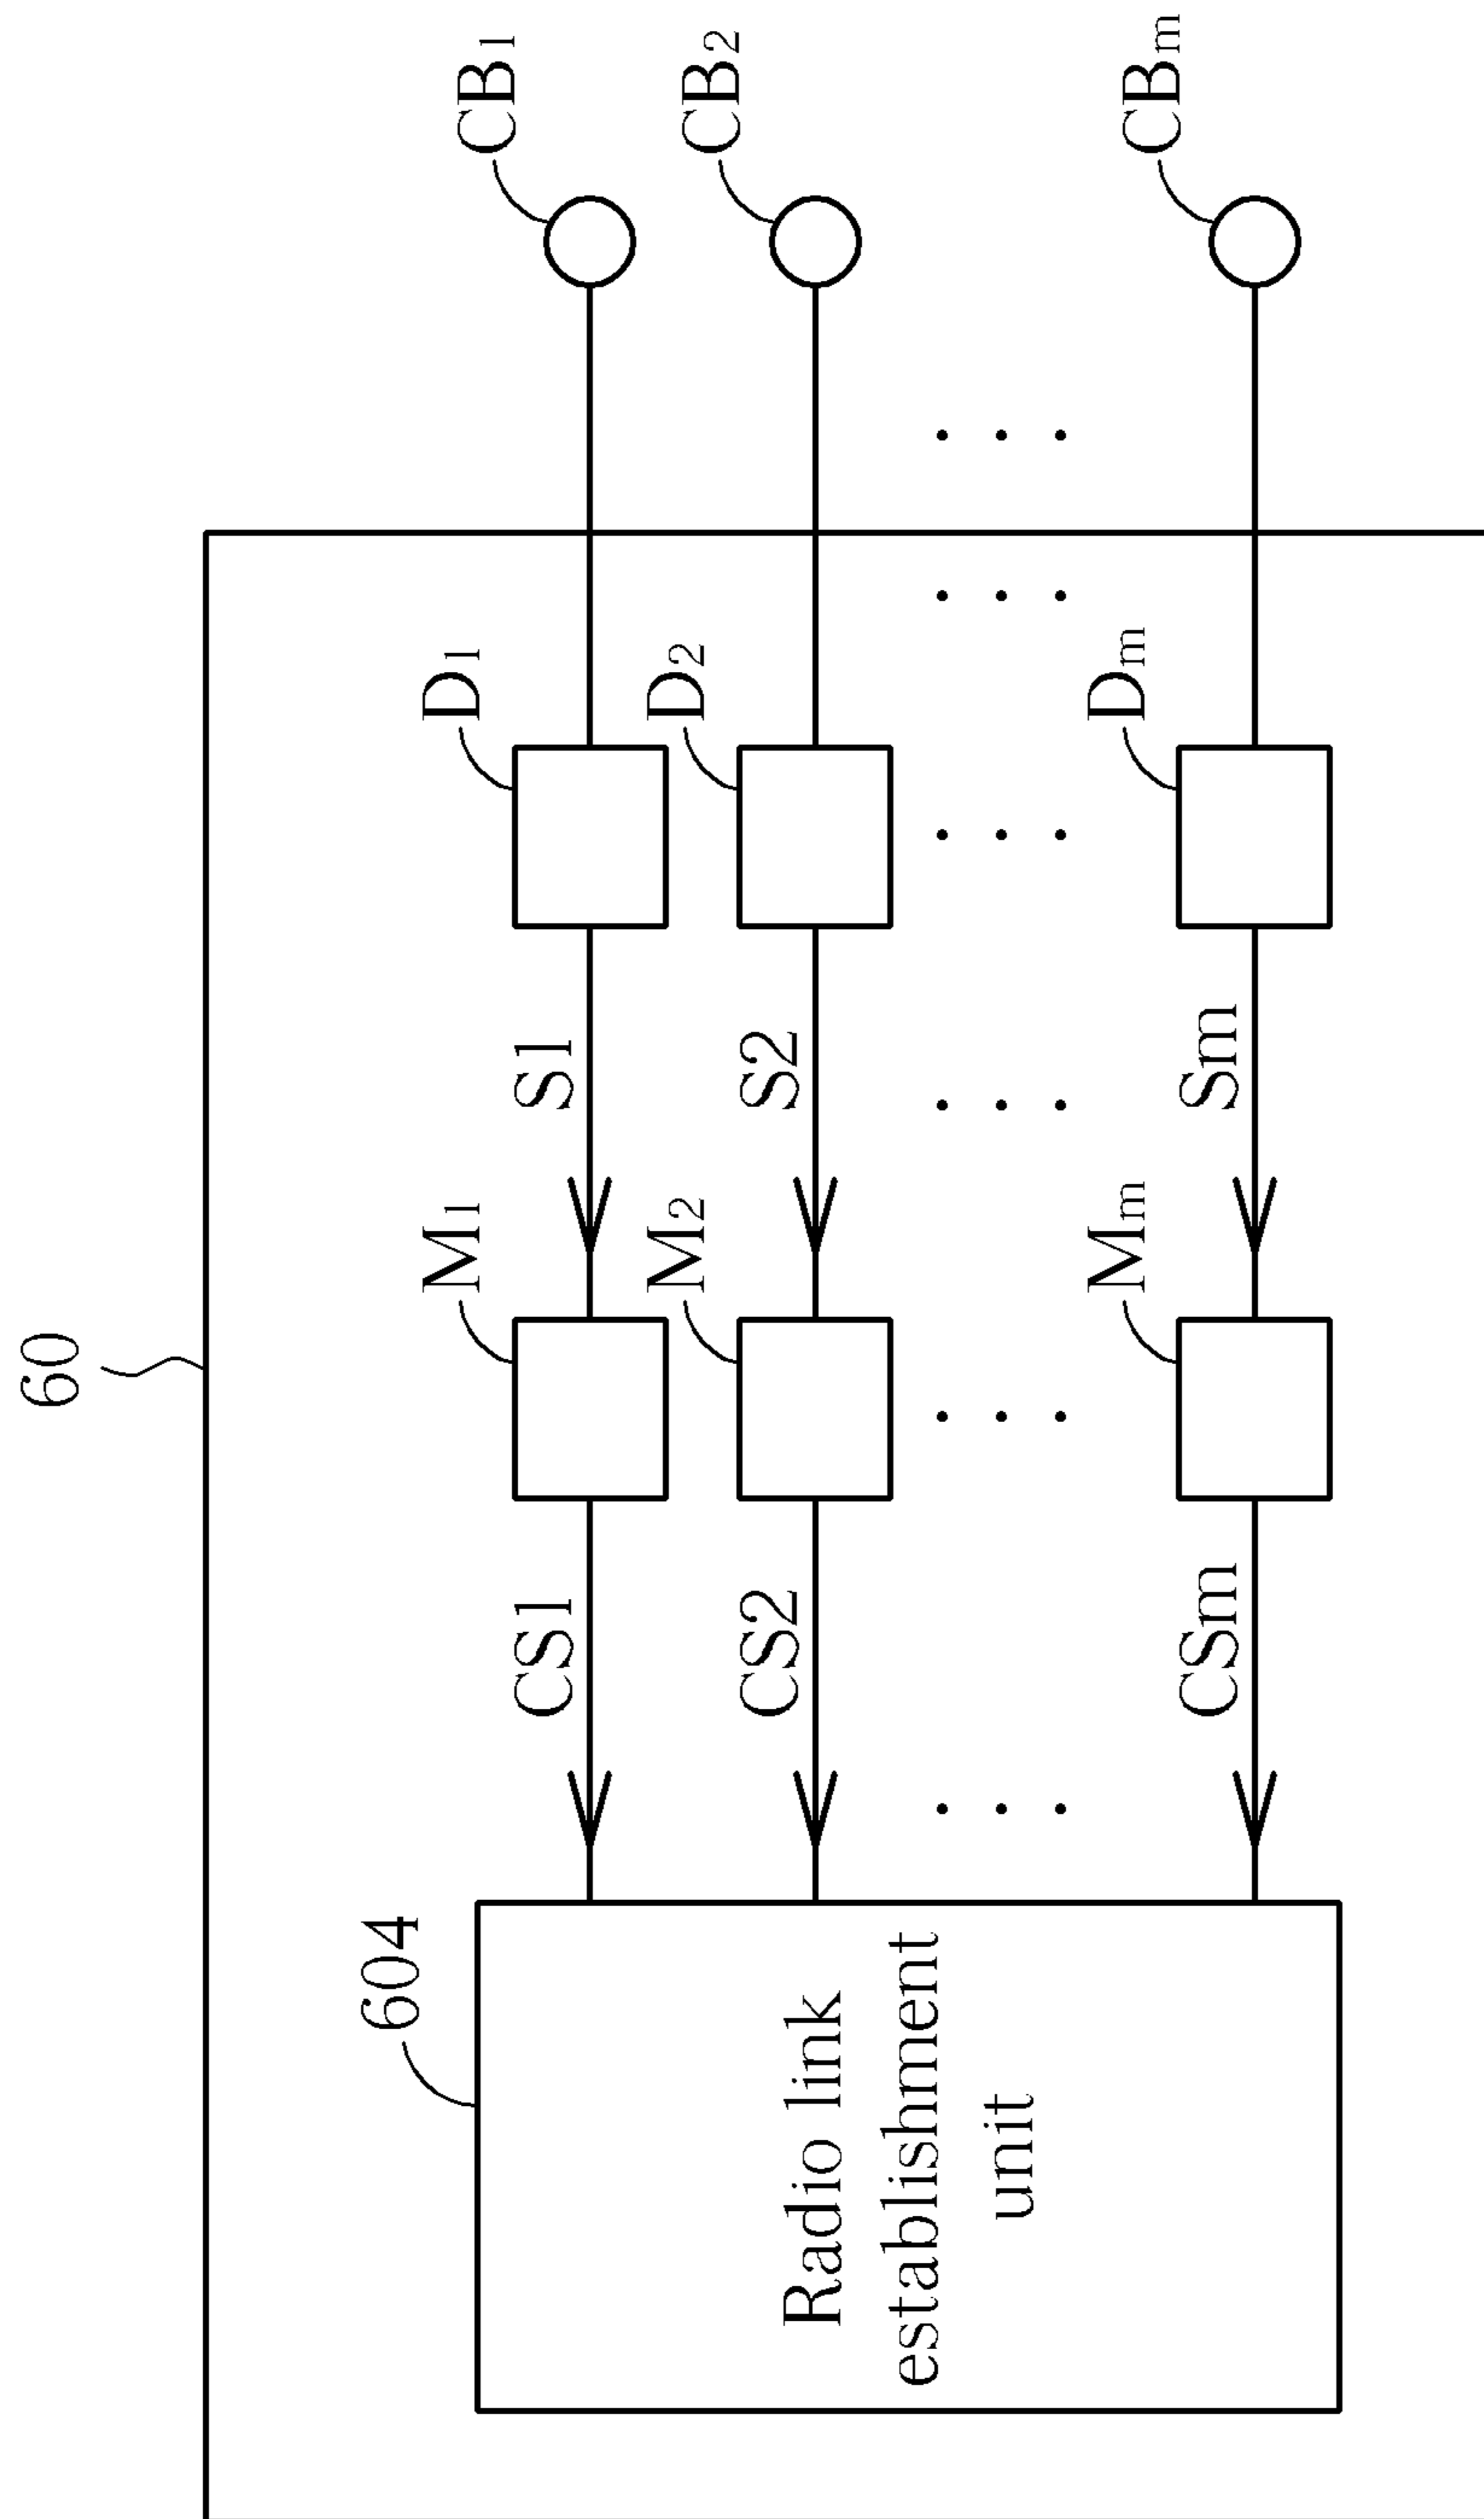 60
604
Radio link
establishment
unit
CS1
M1
S1
D1
CB1
CS2
M2
S2
D2
CB2
CSm
Mm
Sm
Dm
CBm